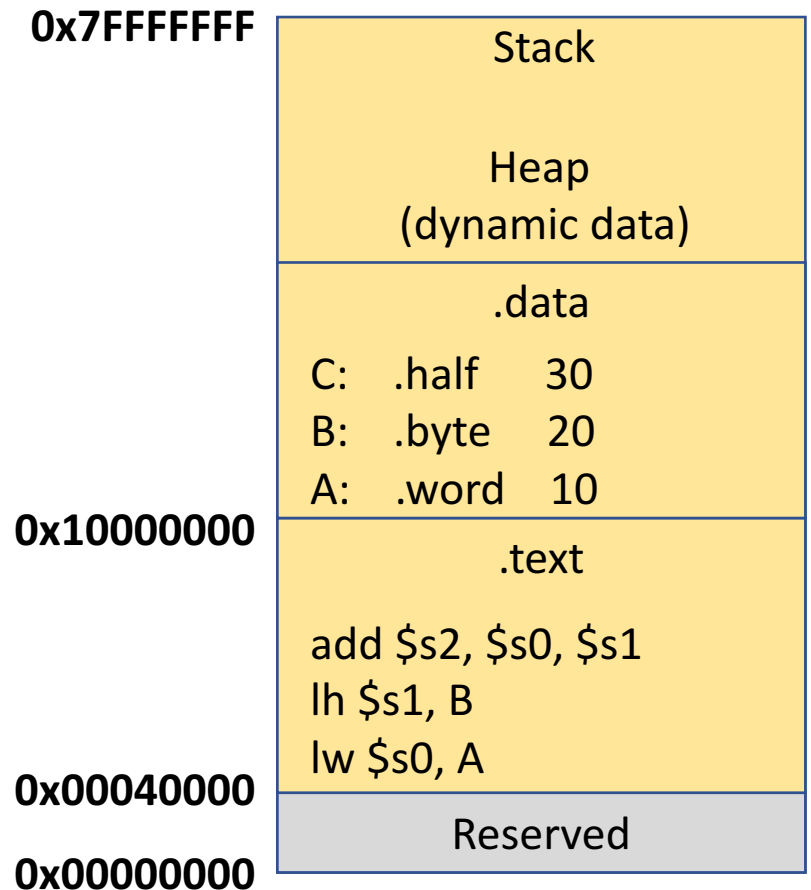 0x7FFFFFFF
Stack
Heap
(dynamic data)
.data
C: .half 30
B: .byte 20
A: .word 10
0x10000000
.text
add $s2, $s0, $s1
lh $s1, B
lw $s0, A
0x00040000
Reserved
0x00000000